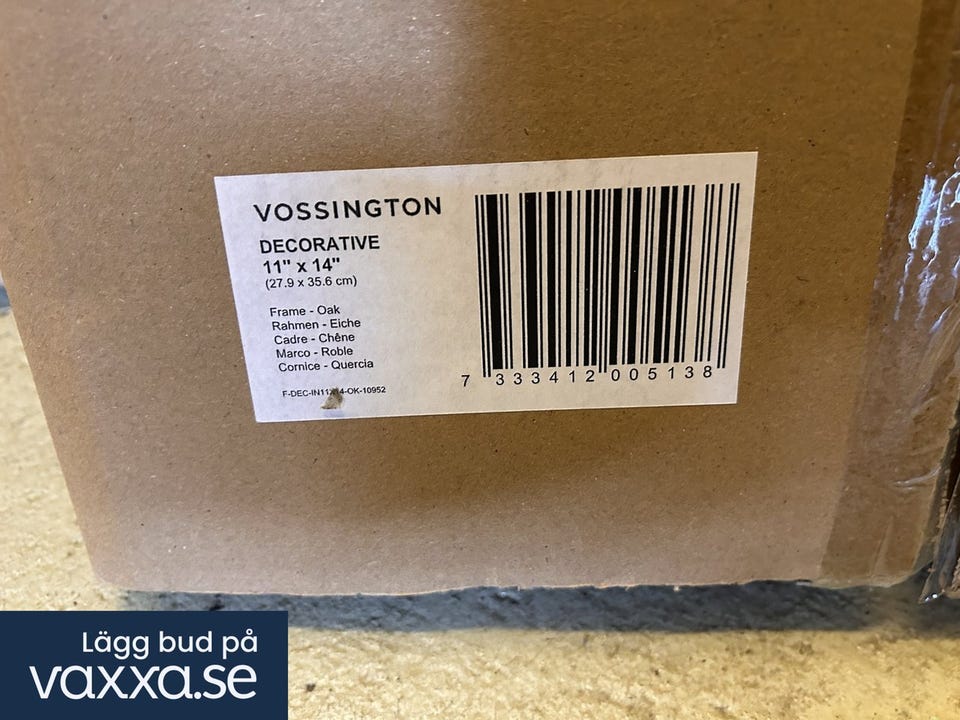 VOSSINGTON
DECORATIVE
11" x 14"
(27.9 x 35.6 cm)
Frame - Oak
Rahmen - Eiche
Cadre - Chêne
Marco - Roble
Cornice - Quercia
7 333412 005138
Lägg bud på
vaxxa.se